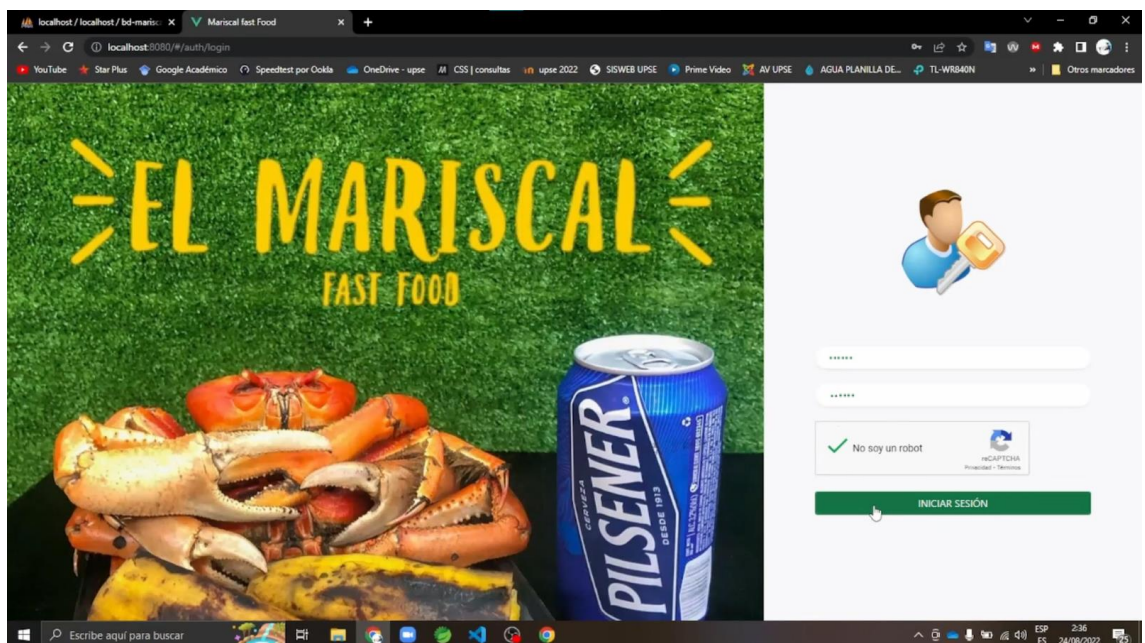 localhost / localhost / bd-marisc
Mariscal fast Food
localhost:8080/#/auth/login
YouTube
Star Plus
Google Académico
Speedtest por Ookla
OneDrive - upse
CSS | consultas
upse 2022
SISWEB UPSE
Prime Video
AV UPSE
AGUA PLANILLA DE...
TL-WR840N
»
Otros marcadores
EL MARISCAL
FAST FOOD
CERVEZA
PILSENER
DESDE 1913
No soy un robot
reCAPTCHA
Privacidad - Términos
INICIAR SESIÓN
Escribe aquí para buscar
ESP
ES
2:36
24/08/2022
25